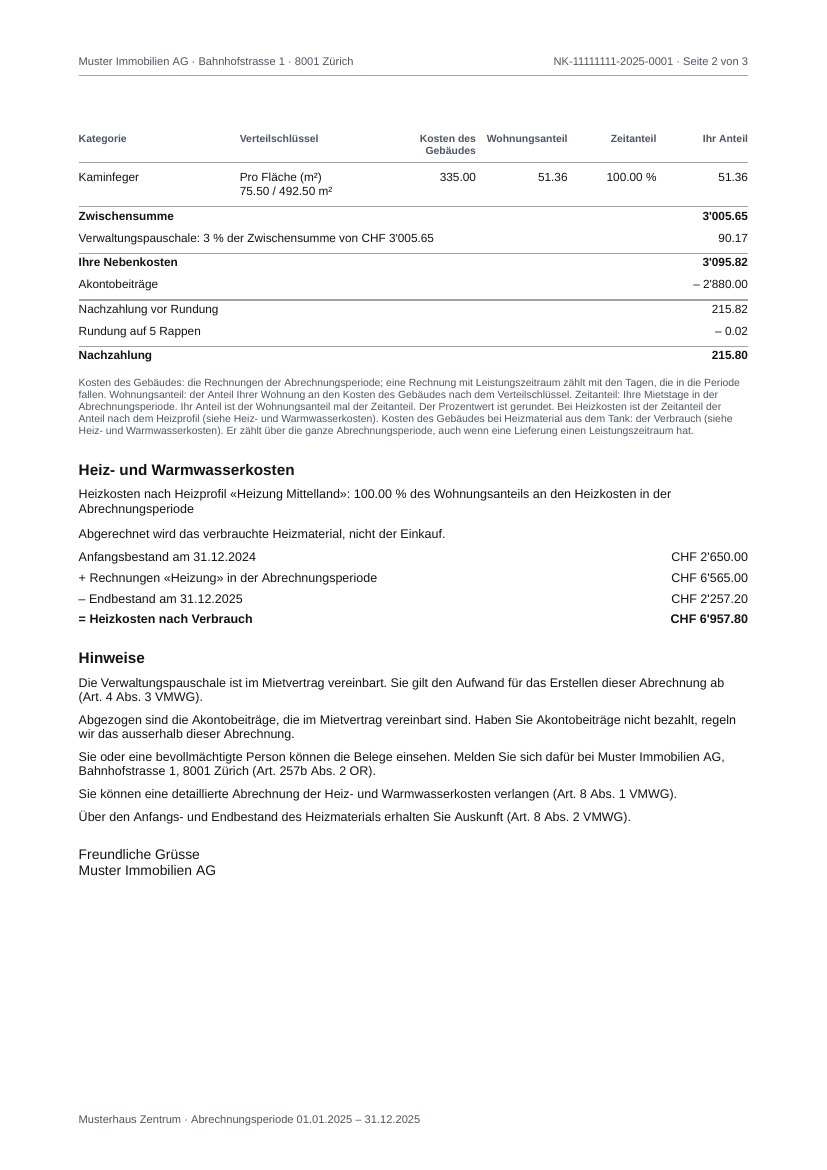 Muster Immobilien AG · Bahnhofstrasse 1 · 8001 Zürich NK-11111111-2025-0001 · Seite 2 von 3
Kategorie Verteilschlüssel Kosten des Gebäudes Wohnungsanteil Zeitanteil Ihr Anteil
Kaminfeger Pro Fläche (m²) 335.00 51.36 100.00 % 51.36
75.50 / 492.50 m²
Zwischensumme 3'005.65
Verwaltungspauschale: 3 % der Zwischensumme von CHF 3'005.65 90.17
Ihre Nebenkosten 3'095.82
Akontobeiträge – 2'880.00
Nachzahlung vor Rundung 215.82
Rundung auf 5 Rappen – 0.02
Nachzahlung 215.80
Kosten des Gebäudes: die Rechnungen der Abrechnungsperiode; eine Rechnung mit Leistungszeitraum zählt mit den Tagen, die in die Periode
fallen. Wohnungsanteil: der Anteil Ihrer Wohnung an den Kosten des Gebäudes nach dem Verteilschlüssel. Zeitanteil: Ihre Mietstage in der
Abrechnungsperiode. Ihr Anteil ist der Wohnungsanteil mal der Zeitanteil. Der Prozentwert ist gerundet. Bei Heizkosten ist der Zeitanteil der
Anteil nach dem Heizprofil (siehe Heiz- und Warmwasserkosten). Kosten des Gebäudes bei Heizmaterial aus dem Tank: der Verbrauch (siehe
Heiz- und Warmwasserkosten). Er zählt über die ganze Abrechnungsperiode, auch wenn eine Lieferung einen Leistungszeitraum hat.
Heiz- und Warmwasserkosten
Heizkosten nach Heizprofil «Heizung Mittelland»: 100.00 % des Wohnungsanteils an den Heizkosten in der
Abrechnungsperiode
Abgerechnet wird das verbrauchte Heizmaterial, nicht der Einkauf.
Anfangsbestand am 31.12.2024 CHF 2'650.00
+ Rechnungen «Heizung» in der Abrechnungsperiode CHF 6'565.00
– Endbestand am 31.12.2025 CHF 2'257.20
= Heizkosten nach Verbrauch CHF 6'957.80
Hinweise
Die Verwaltungspauschale ist im Mietvertrag vereinbart. Sie gilt den Aufwand für das Erstellen dieser Abrechnung ab
(Art. 4 Abs. 3 VMWG).
Abgezogen sind die Akontobeiträge, die im Mietvertrag vereinbart sind. Haben Sie Akontobeiträge nicht bezahlt, regeln
wir das ausserhalb dieser Abrechnung.
Sie oder eine bevollmächtigte Person können die Belege einsehen. Melden Sie sich dafür bei Muster Immobilien AG,
Bahnhofstrasse 1, 8001 Zürich (Art. 257b Abs. 2 OR).
Sie können eine detaillierte Abrechnung der Heiz- und Warmwasserkosten verlangen (Art. 8 Abs. 1 VMWG).
Über den Anfangs- und Endbestand des Heizmaterials erhalten Sie Auskunft (Art. 8 Abs. 2 VMWG).
Freundliche Grüsse
Muster Immobilien AG
Musterhaus Zentrum · Abrechnungsperiode 01.01.2025 – 31.12.2025